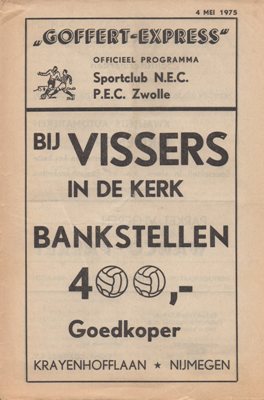 4 MEI 1975
„GOFFERT-EXPRESS"
OFFICIEEL PROGRAMMA
Sportclub N.E.C.
P.E.C. Zwolle
BIJ VISSERS
IN DE KERK
BANKSTELLEN
400,-
Goedkoper
KRAYENHOFFLAAN ★ NIJMEGEN